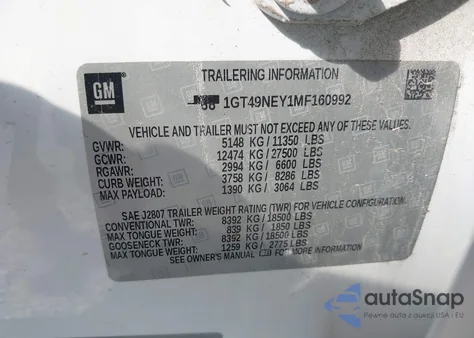 GM
TRAILERING INFORMATION
1GT49NEY1MF160992
VEHICLE AND TRAILER MUST NOT EXCEED ANY OF THESE VALUES.
GVWR: 5148 KG / 11350 LBS
GCWR: 12474 KG / 27500 LBS
RGAWR: 2994 KG / 6600 LBS
CURB WEIGHT: 3758 KG / 8286 LBS
MAX PAYLOAD: 1390 KG / 3064 LBS
SAE J2807 TRAILER WEIGHT RATING (TWR) FOR VEHICLE CONFIGURATION.
CONVENTIONAL TWR: 8392 KG / 18500 LBS
MAX TONGUE WEIGHT: 839 KG / 1850 LBS
GOOSENECK TWR: 8392 KG / 18500 LBS
MAX TONGUE WEIGHT: 1259 KG / 2775 LBS
SEE OWNER'S MANUAL FOR MORE INFORMATION.
autoSnap
Pewne auta z USA i EU